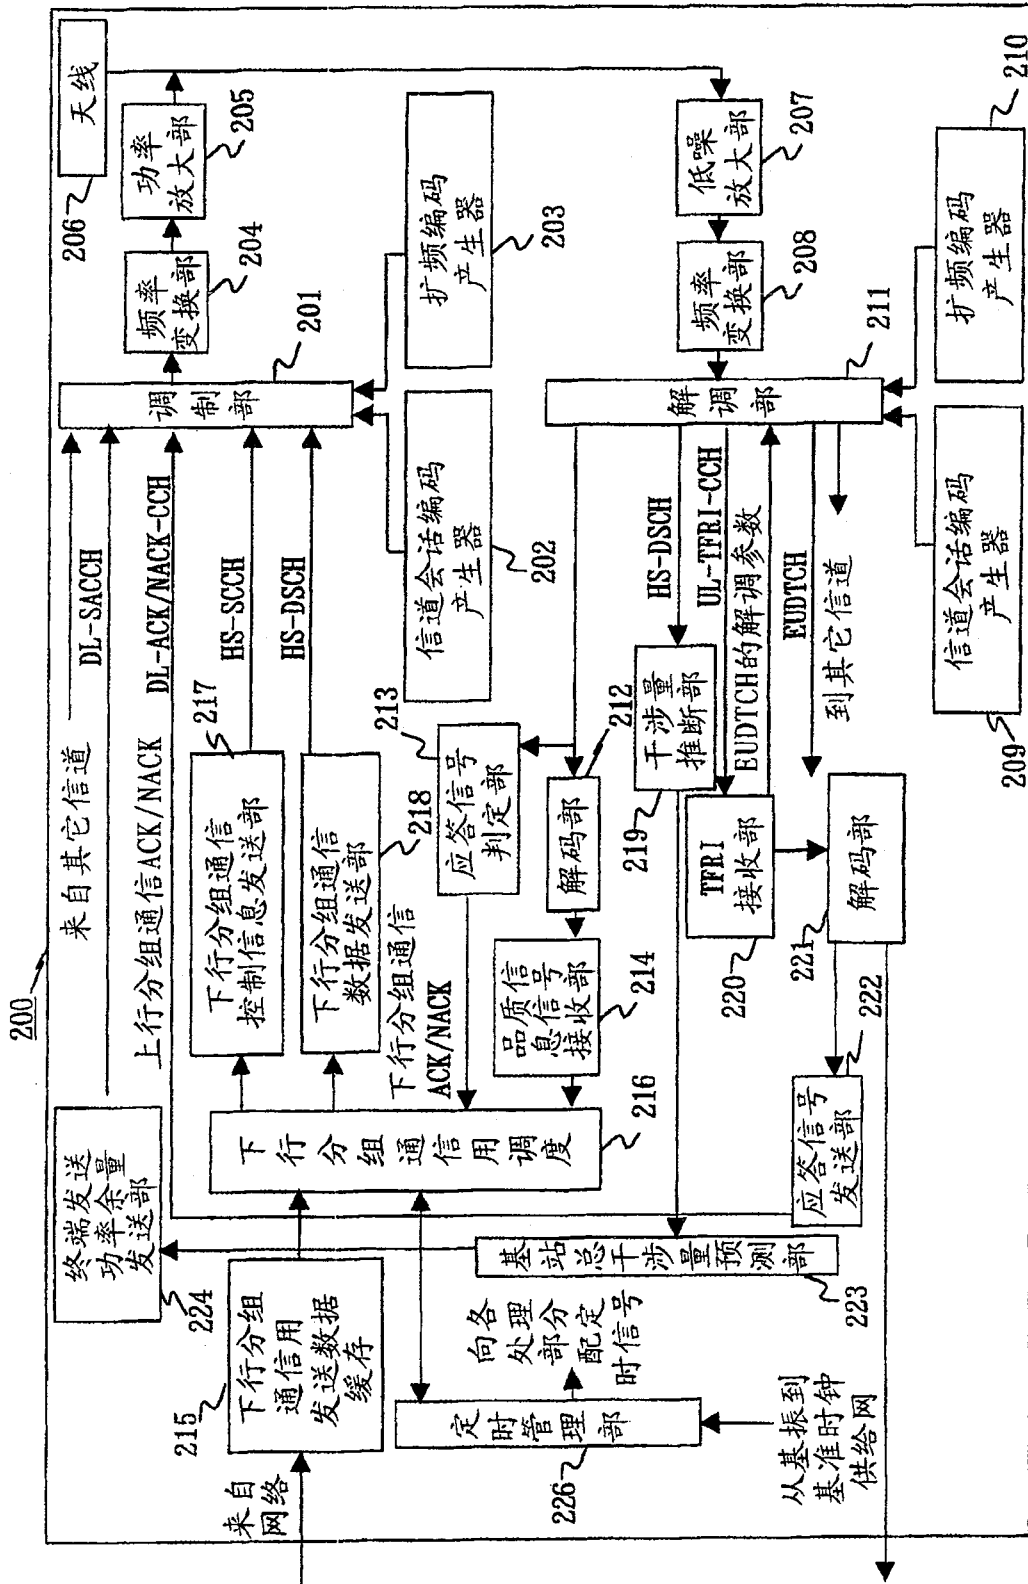 200
来自其它信道
DL-SACCH
上行分组通信ACK/NACK
DL-ACK/NACK-CCH
HS-SCCH
HS-DSCH
天线
206
功率
放大部
205
频率
变换部
204
调制部
201
扩频编码
产生器
203
信道会话编码
产生器
202
217
下行分组通信
控制信息发送部
下行分组通信
数据发送部
218
下行分组通信
ACK/NACK
终端发送
功率余量
发送部
224
下行分组通信用调度
216
下行分组
通信用
发送数据
缓存
215
来自
网络
213
应答信号
判定部
解码部
212
品质信
息信号
接收部
214
低噪
放大部
207
频率
变换部
208
解调部
211
扩频编码
产生器
210
信道会话编码
产生器
209
HS-DSCH
UL-TFRI-CCH
EUDTCH的解调参数
EUDTCH
到其它信道
干涉量
推断部
219
TFRI
接收部
220
解码部
221
应答信号
发送部
222
基站总干涉量预测部
223
向各
处理
部分
配定
时信号
定时管理部
226
从基振到
基准时钟
供给网